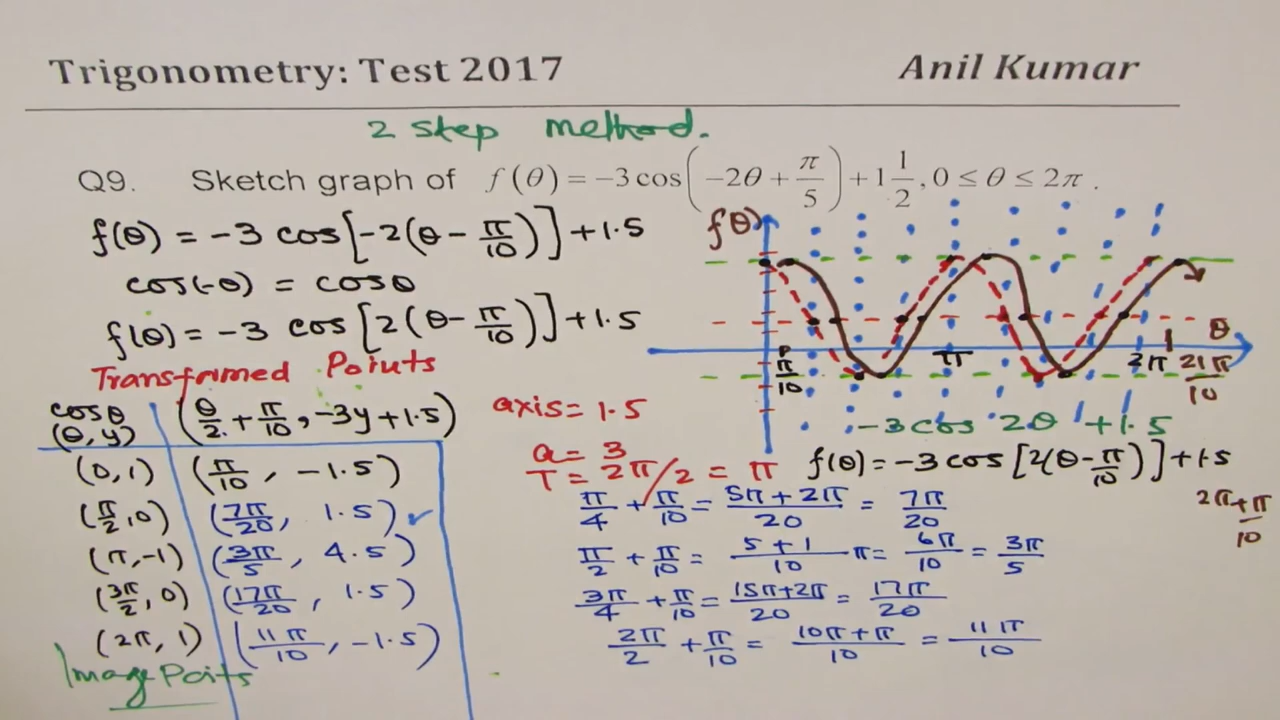 Trigonometry: Test 2017 Anil Kumar
2 step method.
Q9. Sketch graph of f(θ) = −3 cos(−2θ + π/5) + 1 1/2, 0 ≤ θ ≤ 2π .
f(θ) = −3 cos[−2(θ − π/10)] + 1.5
cos(−θ) = cosθ
f(θ) = −3 cos[2(θ − π/10)] + 1.5
Transformed Points
cosθ
(θ, y) (θ/2 + π/10, −3y + 1.5)
(0, 1) (π/10, −1.5)
(π/2, 0) (7π/20, 1.5) ✓
(π, −1) (3π/5, 4.5)
(3π/2, 0) (17π/20, 1.5)
(2π, 1) (11π/10, −1.5)
Image Poits
axis = 1.5
a = 3
T = 2π/2 = π
π/4 + π/10 = 5π + 2π/20 = 7π/20
π/2 + π/10 = 5 + 1/10 π = 6π/10 = 3π/5
3π/4 + π/10 = 15π + 2π/20 = 17π/20
2π/2 + π/10 = 10π + π/10 = 11π/10
f(θ)
θ
π/10 π 2π 21π/10
−3 cos 2θ + 1.5
f(θ) = −3 cos [2(θ − π/10)] + 1.5
2π + π/10